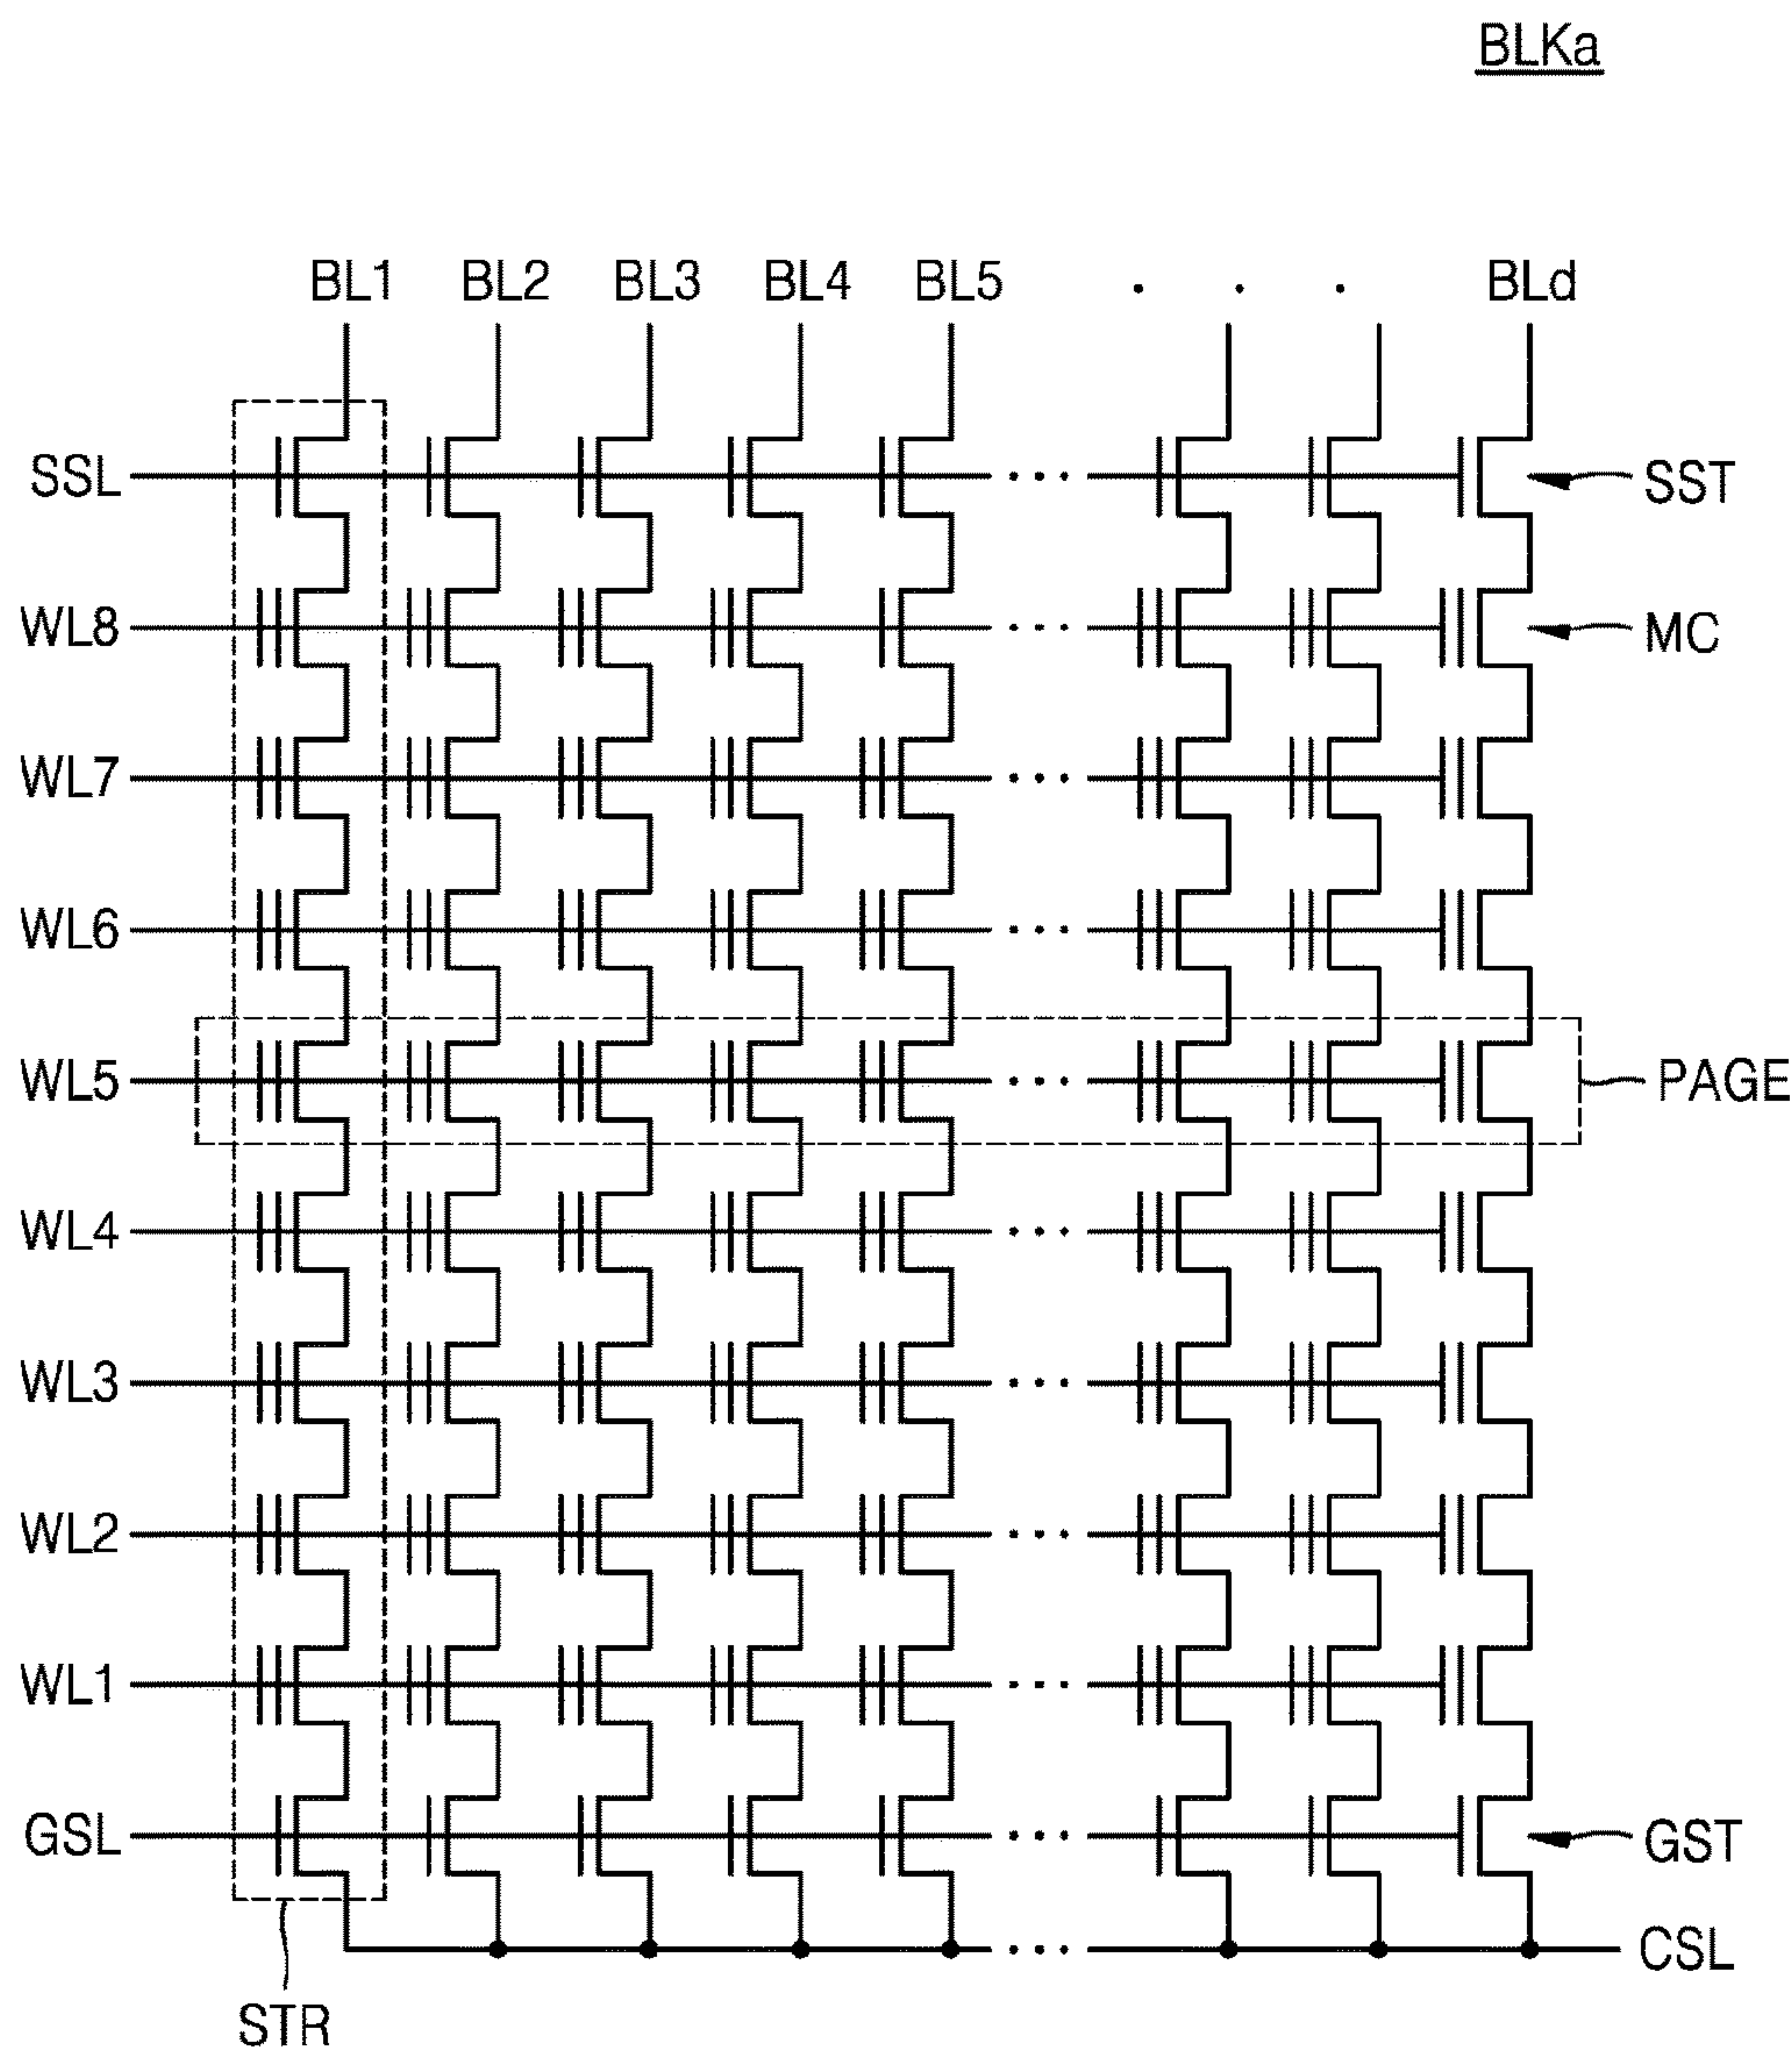 BLKa
BL1 BL2 BL3 BL4 BL5 . . . BLd
SSL ... SST
WL8 ... MC
WL7 ...
WL6 ...
WL5 ... PAGE
WL4 ...
WL3 ...
WL2 ...
WL1 ...
GSL ... GST
... CSL
STR